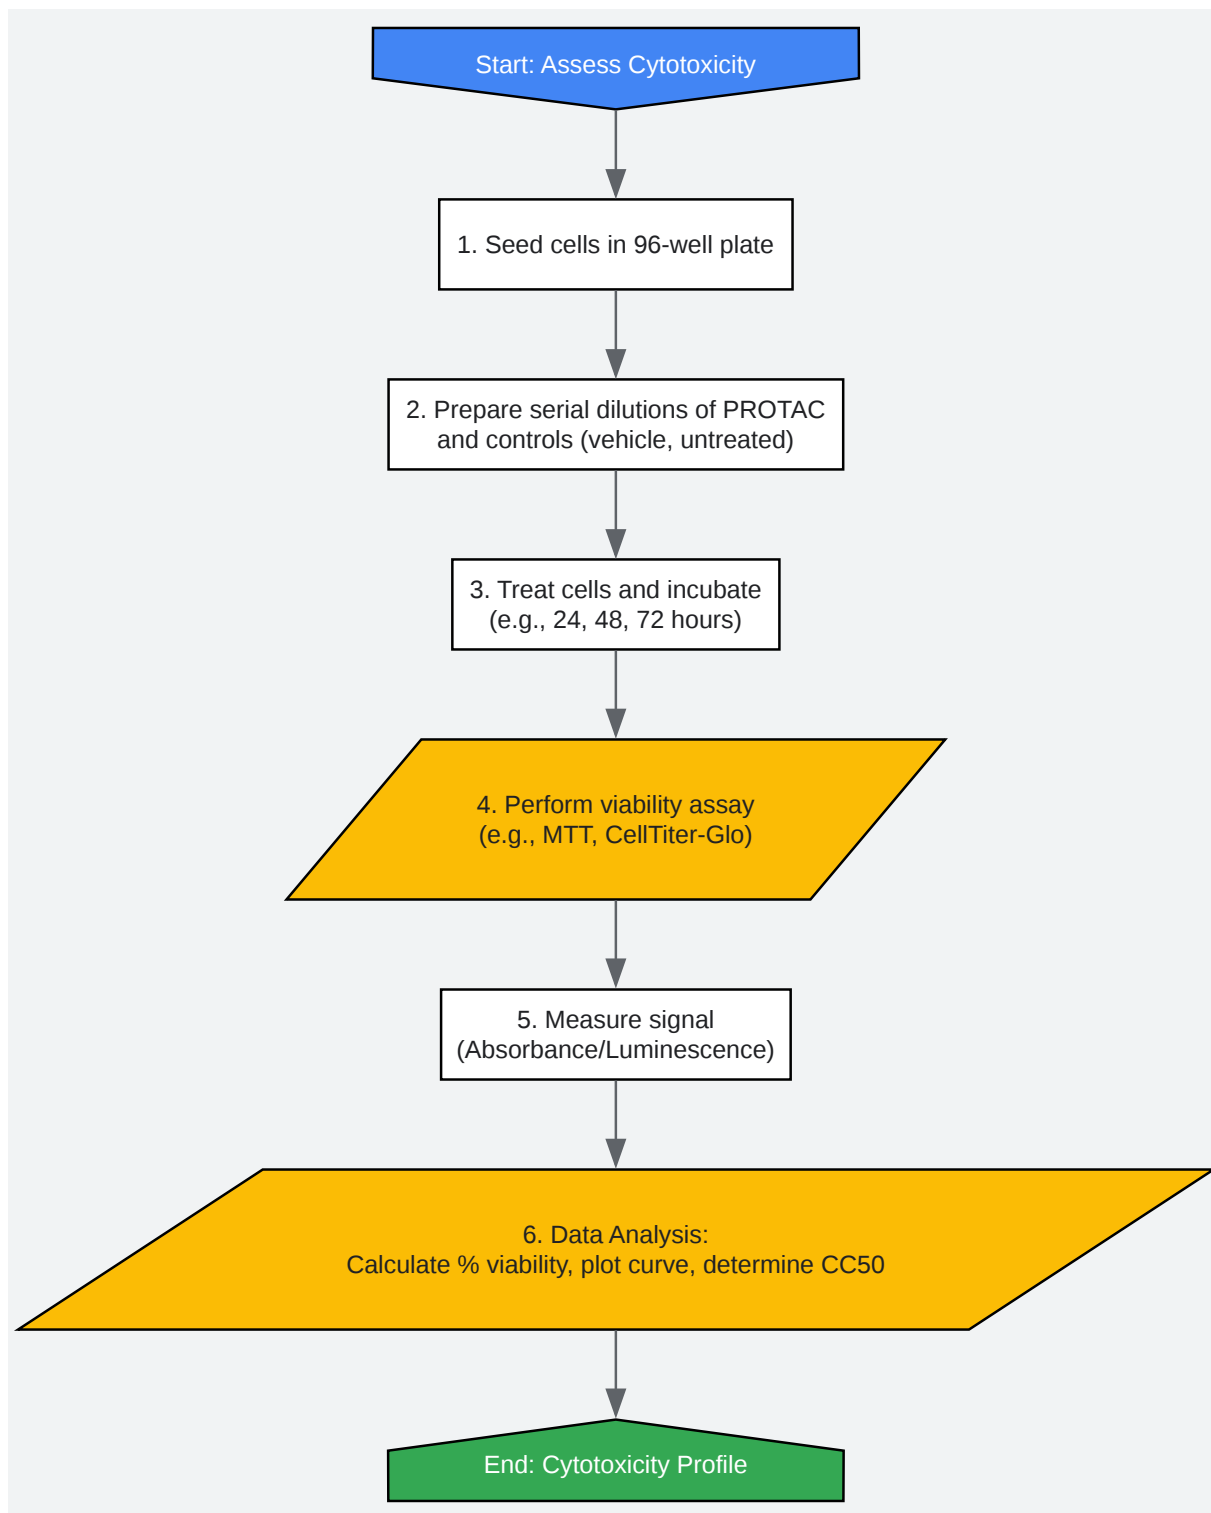 Start: Assess Cytotoxicity
1. Seed cells in 96-well plate
2. Prepare serial dilutions of PROTAC
and controls (vehicle, untreated)
3. Treat cells and incubate
(e.g., 24, 48, 72 hours)
4. Perform viability assay
(e.g., MTT, CellTiter-Glo)
5. Measure signal
(Absorbance/Luminescence)
6. Data Analysis:
Calculate % viability, plot curve, determine CC50
End: Cytotoxicity Profile